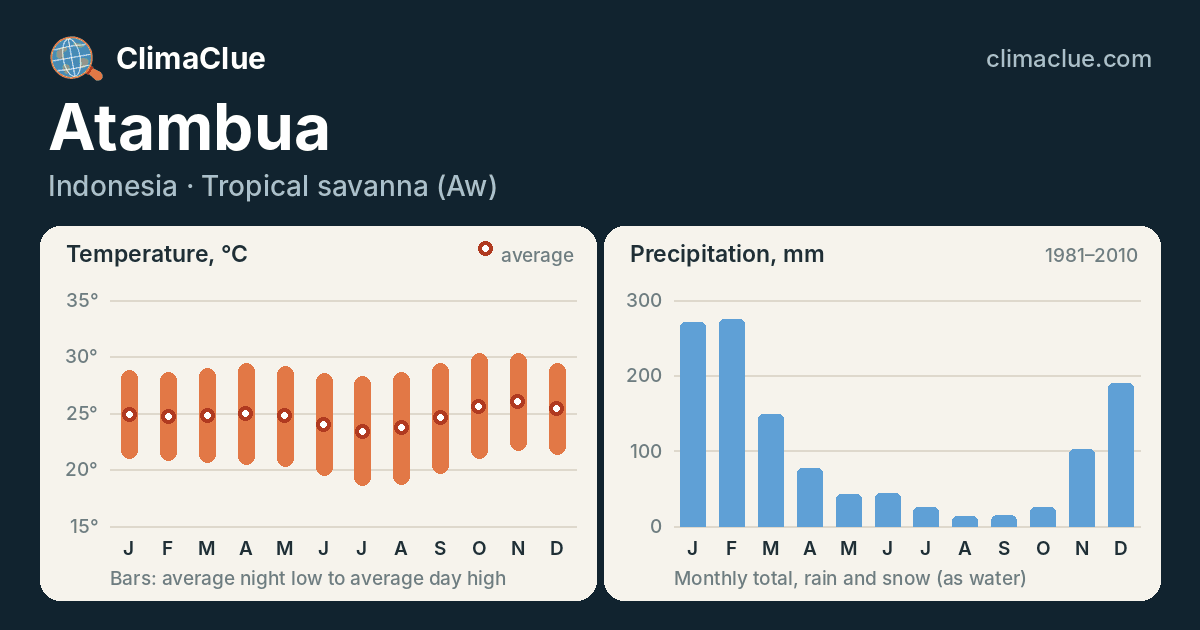 ClimaClue
climaclue.com
Atambua
Indonesia · Tropical savanna (Aw)
Temperature, °C
average
35°
30°
25°
20°
15°
J F M A M J J A S O N D
Bars: average night low to average day high
Precipitation, mm
1981–2010
300
200
100
0
J F M A M J J A S O N D
Monthly total, rain and snow (as water)